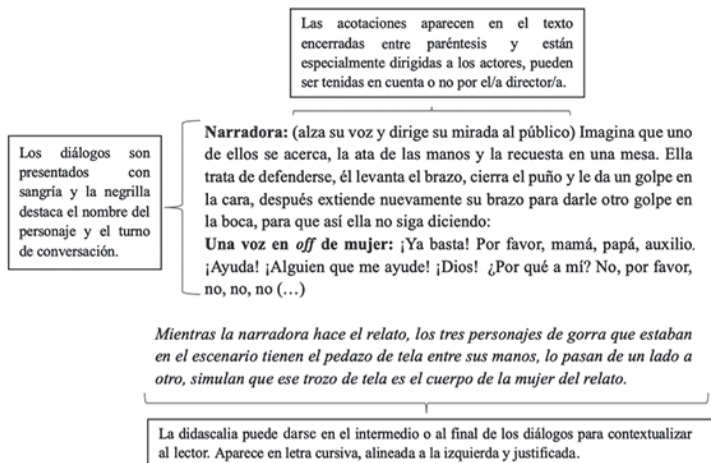 Las acotaciones aparecen en el texto
encerradas entre paréntesis y están
especialmente dirigidas a los actores, pueden
ser tenidas en cuenta o no por el/a director/a.
Los diálogos son
presentados con
sangría y la negrilla
destaca el nombre del
personaje y el turno
de conversación.
Narradora: (alza su voz y dirige su mirada al público) Imagina que uno
de ellos se acerca, la ata de las manos y la recuesta en una mesa. Ella
trata de defenderse, él levanta el brazo, cierra el puño y le da un golpe en
la cara, después extiende nuevamente su brazo para darle otro golpe en
la boca, para que así ella no siga diciendo:
Una voz en off de mujer: ¡Ya basta! Por favor, mamá, papá, auxilio.
¡Ayuda! ¡Alguien que me ayude! ¡Dios! ¿Por qué a mí? No, por favor,
no, no, no (…)
Mientras la narradora hace el relato, los tres personajes de gorra que estaban
en el escenario tienen el pedazo de tela entre sus manos, lo pasan de un lado a
otro, simulan que ese trozo de tela es el cuerpo de la mujer del relato.
La didascalia puede darse en el intermedio o al final de los diálogos para contextualizar
al lector. Aparece en letra cursiva, alineada a la izquierda y justificada.